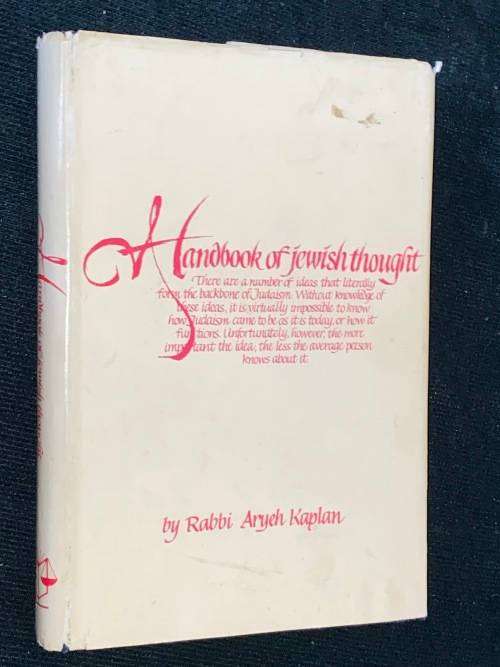 Handbook of jewish thought
There are a number of ideas that literally
form the backbone of Judaism. Without knowledge of
these ideas, it is virtually impossible to know
how Judaism came to be as it is today, or how it
functions. Unfortunately, however, the more
important the idea, the less the average person
knows about it.
by Rabbi Aryeh Kaplan